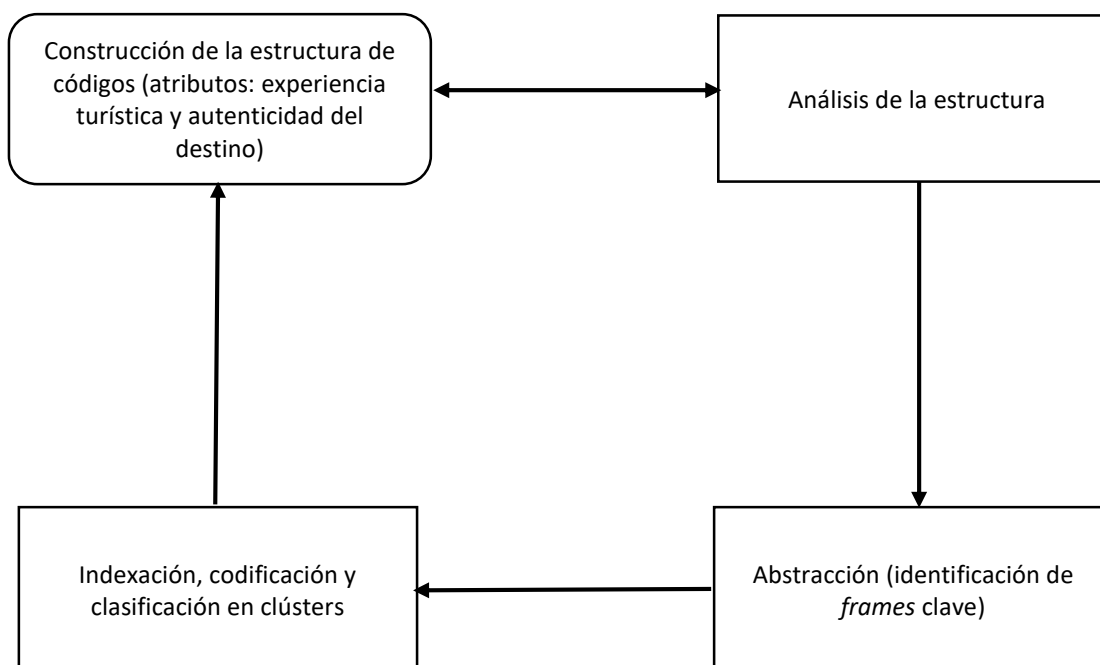 Construcción de la estructura de
códigos (atributos: experiencia
turística y autenticidad del
destino)
Análisis de la estructura
Indexación, codificación y
clasificación en clústers
Abstracción (identificación de
frames clave)